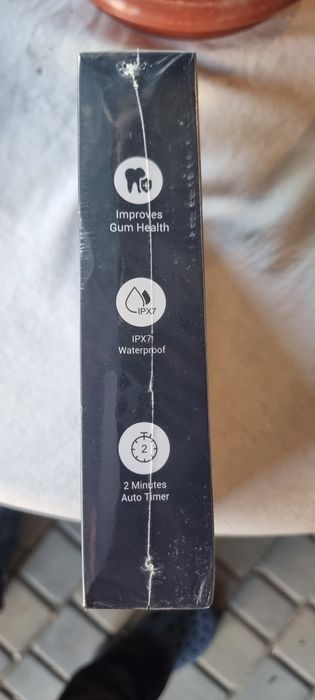 Improves
Gum Health
IPX7
IPX7
Waterproof
2
2 Minutes
Auto Timer